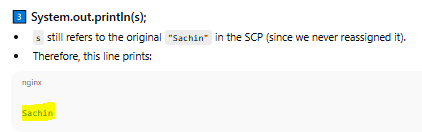 3 System.out.println(s);
• s still refers to the original "Sachin" in the SCP (since we never reassigned it).
• Therefore, this line prints:
nginx
Sachin